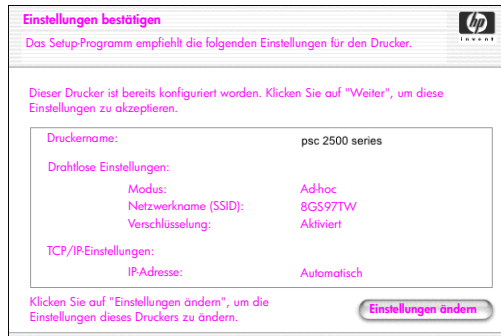 Einstellungen bestätigen
Das Setup-Programm empfiehlt die folgenden Einstellungen für den Drucker.
hp
invent
Dieser Drucker ist bereits konfiguriert worden. Klicken Sie auf "Weiter", um diese
Einstellungen zu akzeptieren.
Druckername: psc 2500 series
Drahtlose Einstellungen:
Modus: Ad-hoc
Netzwerkname (SSID): 8GS97TW
Verschlüsselung: Aktiviert
TCP/IP-Einstellungen:
IP-Adresse: Automatisch
Klicken Sie auf "Einstellungen ändern", um die
Einstellungen dieses Druckers zu ändern.
Einstellungen ändern